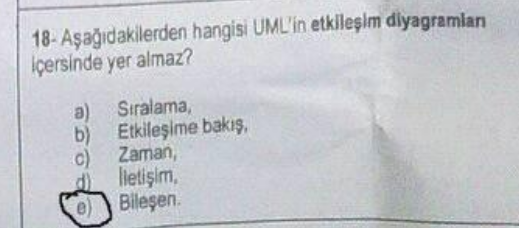 18- Aşağıdakilerden hangisi UML'in etkileşim diyagramları
içersinde yer almaz?
a) Sıralama,
b) Etkileşime bakış,
c) Zaman,
d) İletişim,
e) Bileşen.